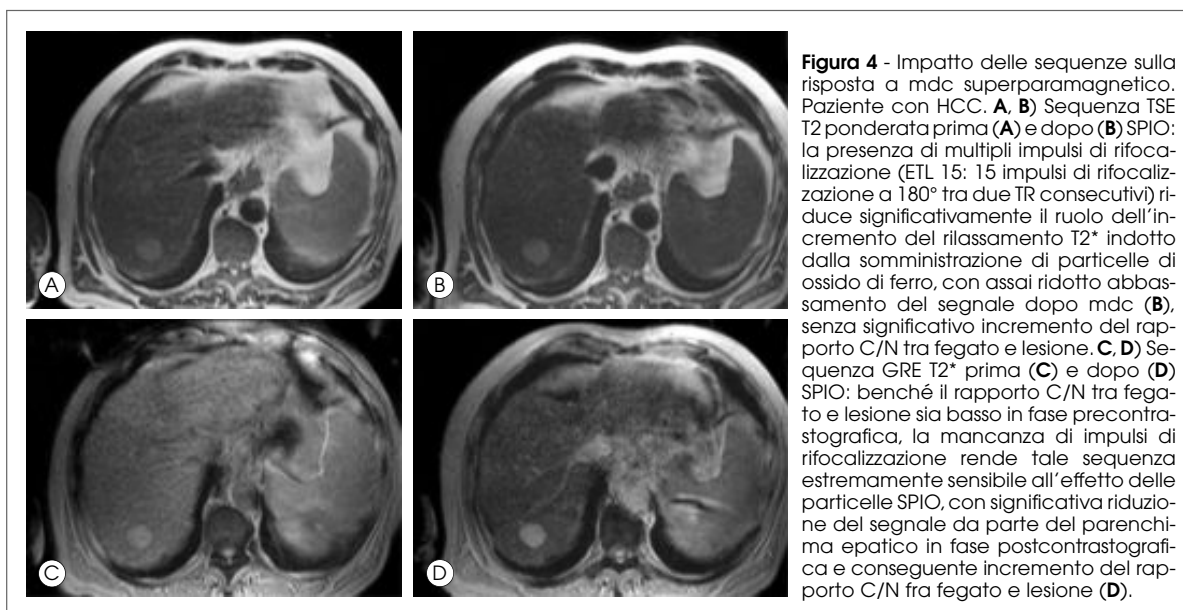 Figura 4 - Impatto delle sequenze sulla
risposta a mdc superparamagnetico.
Paziente con HCC. A, B) Sequenza TSE
T2 ponderata prima (A) e dopo (B) SPIO:
la presenza di multipli impulsi di rifoca-
lizzazione (ETL 15: 15 impulsi di rifocaliz-
zazione a 180° tra due TR consecutivi) ri-
duce significativamente il ruolo dell'in-
cremento del rilassamento T2* indotto
dalla somministrazione di particelle di
ossido di ferro, con assai ridotto abbas-
samento del segnale dopo mdc (B),
senza significativo incremento del rap-
porto C/N tra fegato e lesione. C, D) Se-
quenza GRE T2* prima (C) e dopo (D)
SPIO: benché il rapporto C/N tra fega-
to e lesione sia basso in fase precontra-
stografica, la mancanza di impulsi di
rifocalizzazione rende tale sequenza
estremamente sensibile all'effetto delle
particelle SPIO, con significativa riduzio-
ne del segnale da parte del parenchi-
ma epatico in fase postcontrastografi-
ca e conseguente incremento del rap-
porto C/N fra fegato e lesione (D).
A
B
C
D